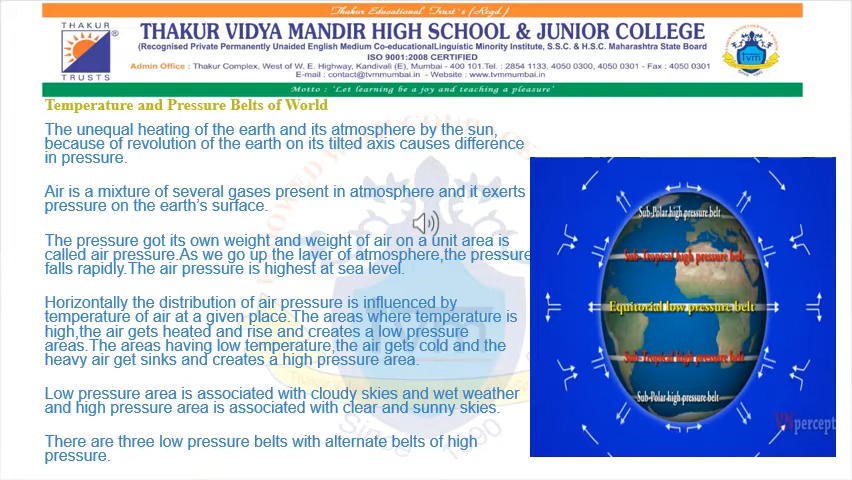 Thakur Educational Trust's (Regd.)
THAKUR
TRUSTS
®
THAKUR VIDYA MANDIR HIGH SCHOOL & JUNIOR COLLEGE
(Recognised Private Permanently Unaided English Medium Co-educationalLinguistic Minority Institute, S.S.C. & H.S.C. Maharashtra State Board
ISO 9001:2008 CERTIFIED
Admin Office : Thakur Complex, West of W. E. Highway, Kandivali (E), Mumbai - 400 101.Tel. : 2854 1133, 4050 0300, 4050 0301 - Fax : 4050 0301
E-mail : contact@tvmmumbai.in - Website : www.tvmmumbai.in
tvm
Motto : 'Let learning be a joy and teaching a pleasure'
Temperature and Pressure Belts of World
The unequal heating of the earth and its atmosphere by the sun,
because of revolution of the earth on its tilted axis causes difference
in pressure.
Air is a mixture of several gases present in atmosphere and it exerts
pressure on the earth's surface.
The pressure got its own weight and weight of air on a unit area is
called air pressure.As we go up the layer of atmosphere,the pressure
falls rapidly.The air pressure is highest at sea level.
Horizontally the distribution of air pressure is influenced by
temperature of air at a given place.The areas where temperature is
high,the air gets heated and rise and creates a low pressure
areas.The areas having low temperature,the air gets cold and the
heavy air get sinks and creates a high pressure area.
Low pressure area is associated with cloudy skies and wet weather
and high pressure area is associated with clear and sunny skies.
There are three low pressure belts with alternate belts of high
pressure.
Sub-Polar high pressure belt
Sub-Tropical high pressure belt
Equitorial low pressure belt
Sub-Tropical high pressure belt
Sub-Polar high pressure belt
percept
Since 1990